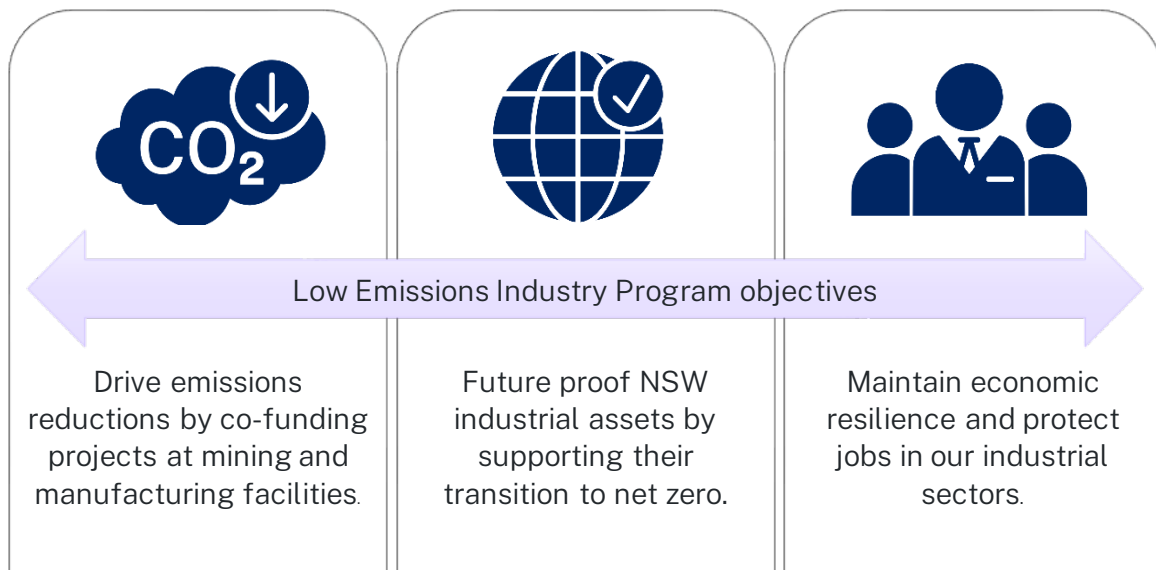 CO₂
Low Emissions Industry Program objectives
Drive emissions
reductions by co-funding
projects at mining and
manufacturing facilities.
Future proof NSW
industrial assets by
supporting their
transition to net zero.
Maintain economic
resilience and protect
jobs in our industrial
sectors.